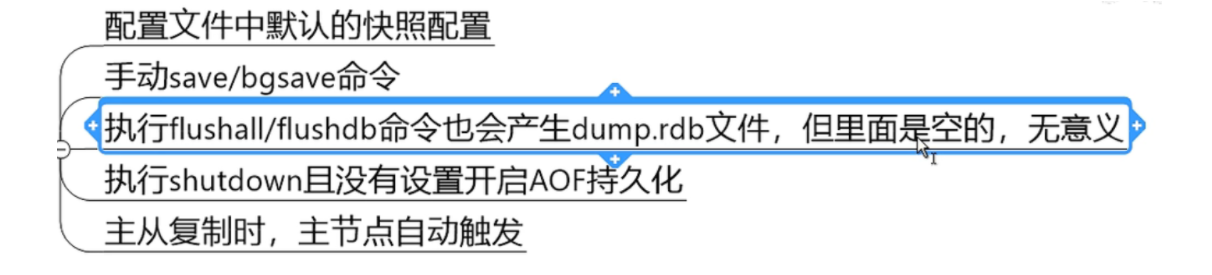 配置文件中默认的快照配置
手动save/bgsave命令
执行flushall/flushdb命令也会产生dump.rdb文件，但里面是空的，无意义
执行shutdown且没有设置开启AOF持久化
主从复制时，主节点自动触发